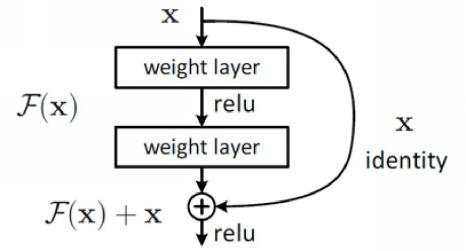 x
weight layer
F(x)
relu
x
weight layer
identity
F(x) + x
relu